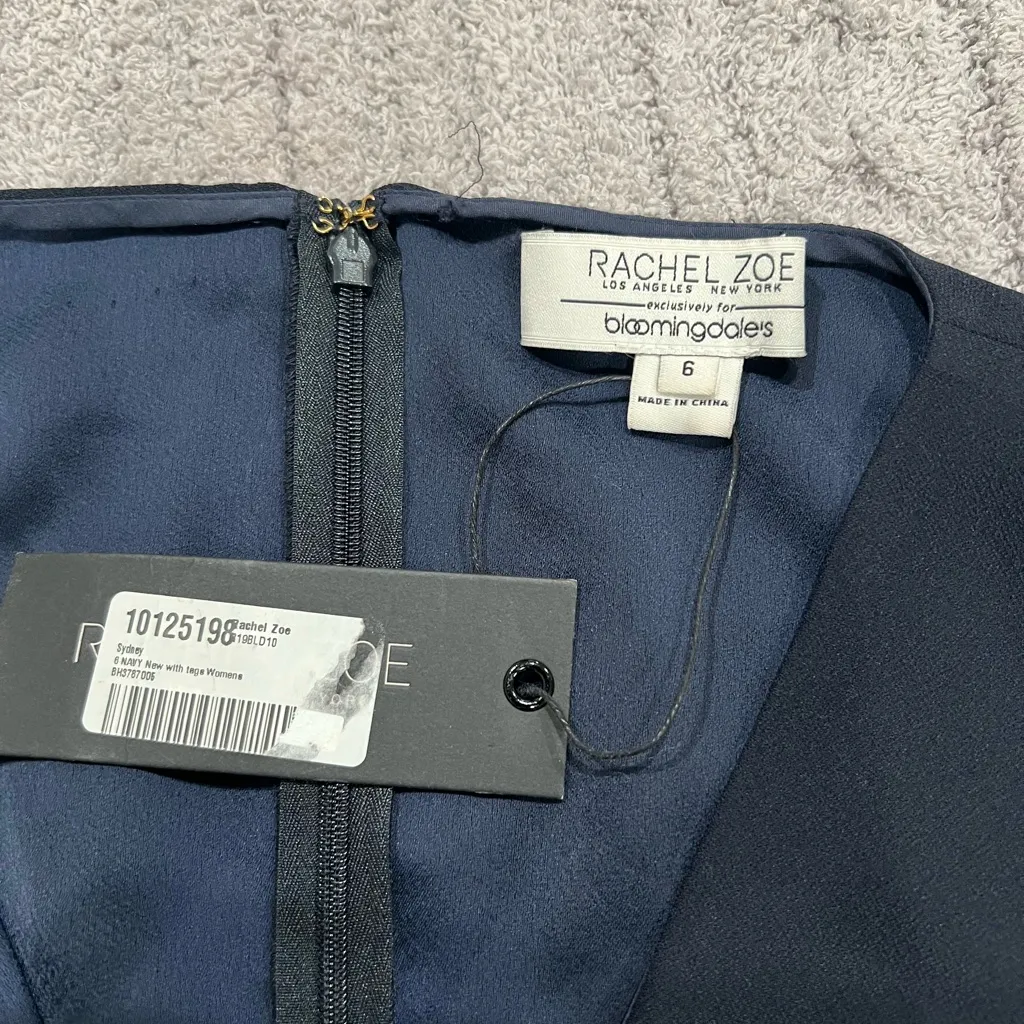 RACHEL ZOE
LOS ANGELES NEW YORK
exclusively for
bloomingdale's
6
MADE IN CHINA
R OE
10125198
Rachel Zoe
Sydney
6 NAVY New with tags Womens